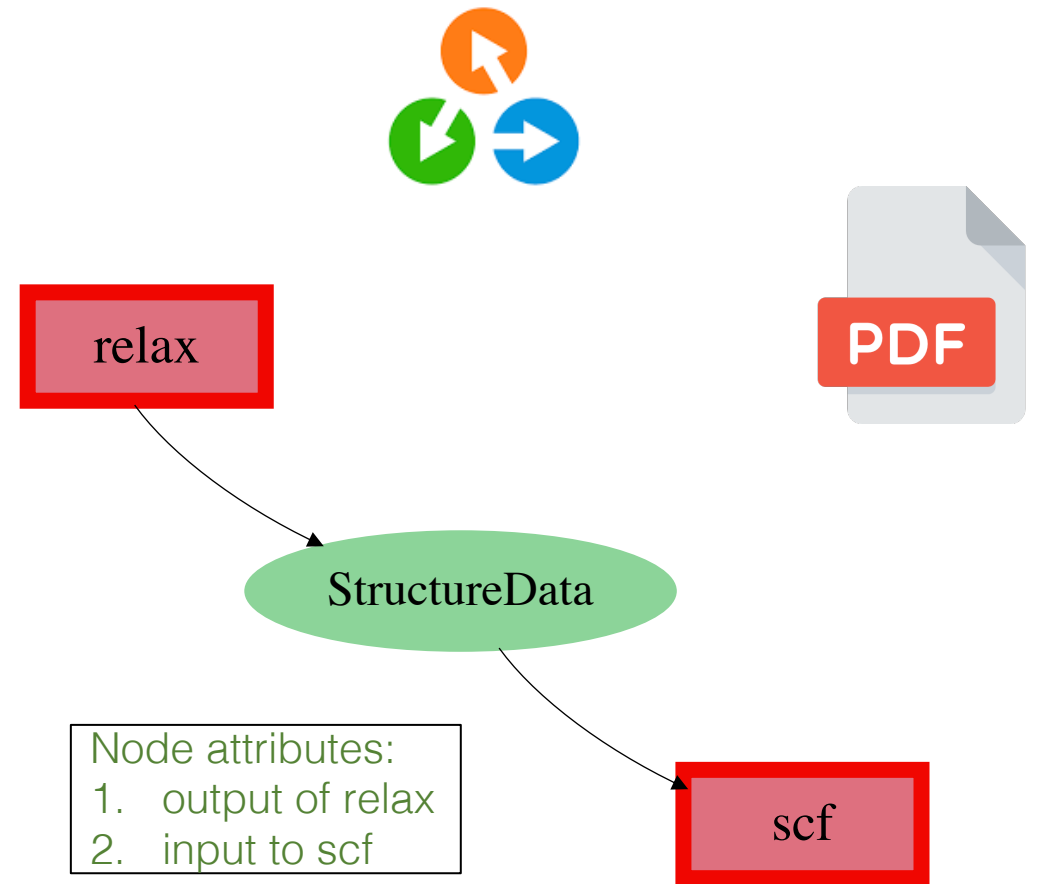 relax
PDF
StructureData
Node attributes:
1. output of relax
2. input to scf
scf